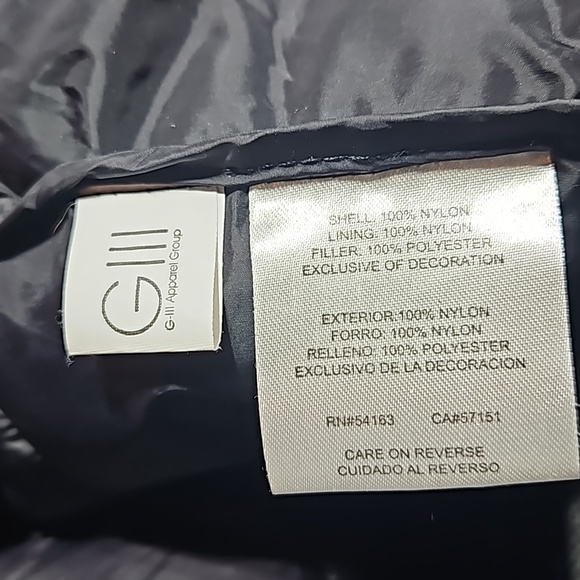 GIII
G-III Apparel Group
SHELL: 100% NYLON
LINING: 100% NYLON
FILLER: 100% POLYESTER
EXCLUSIVE OF DECORATION
EXTERIOR:100% NYLON
FORRO: 100% NYLON
RELLENO: 100% POLYESTER
EXCLUSIVO DE LA DECORACION
RN#54163 CA#57151
CARE ON REVERSE
CUIDADO AL REVERSO